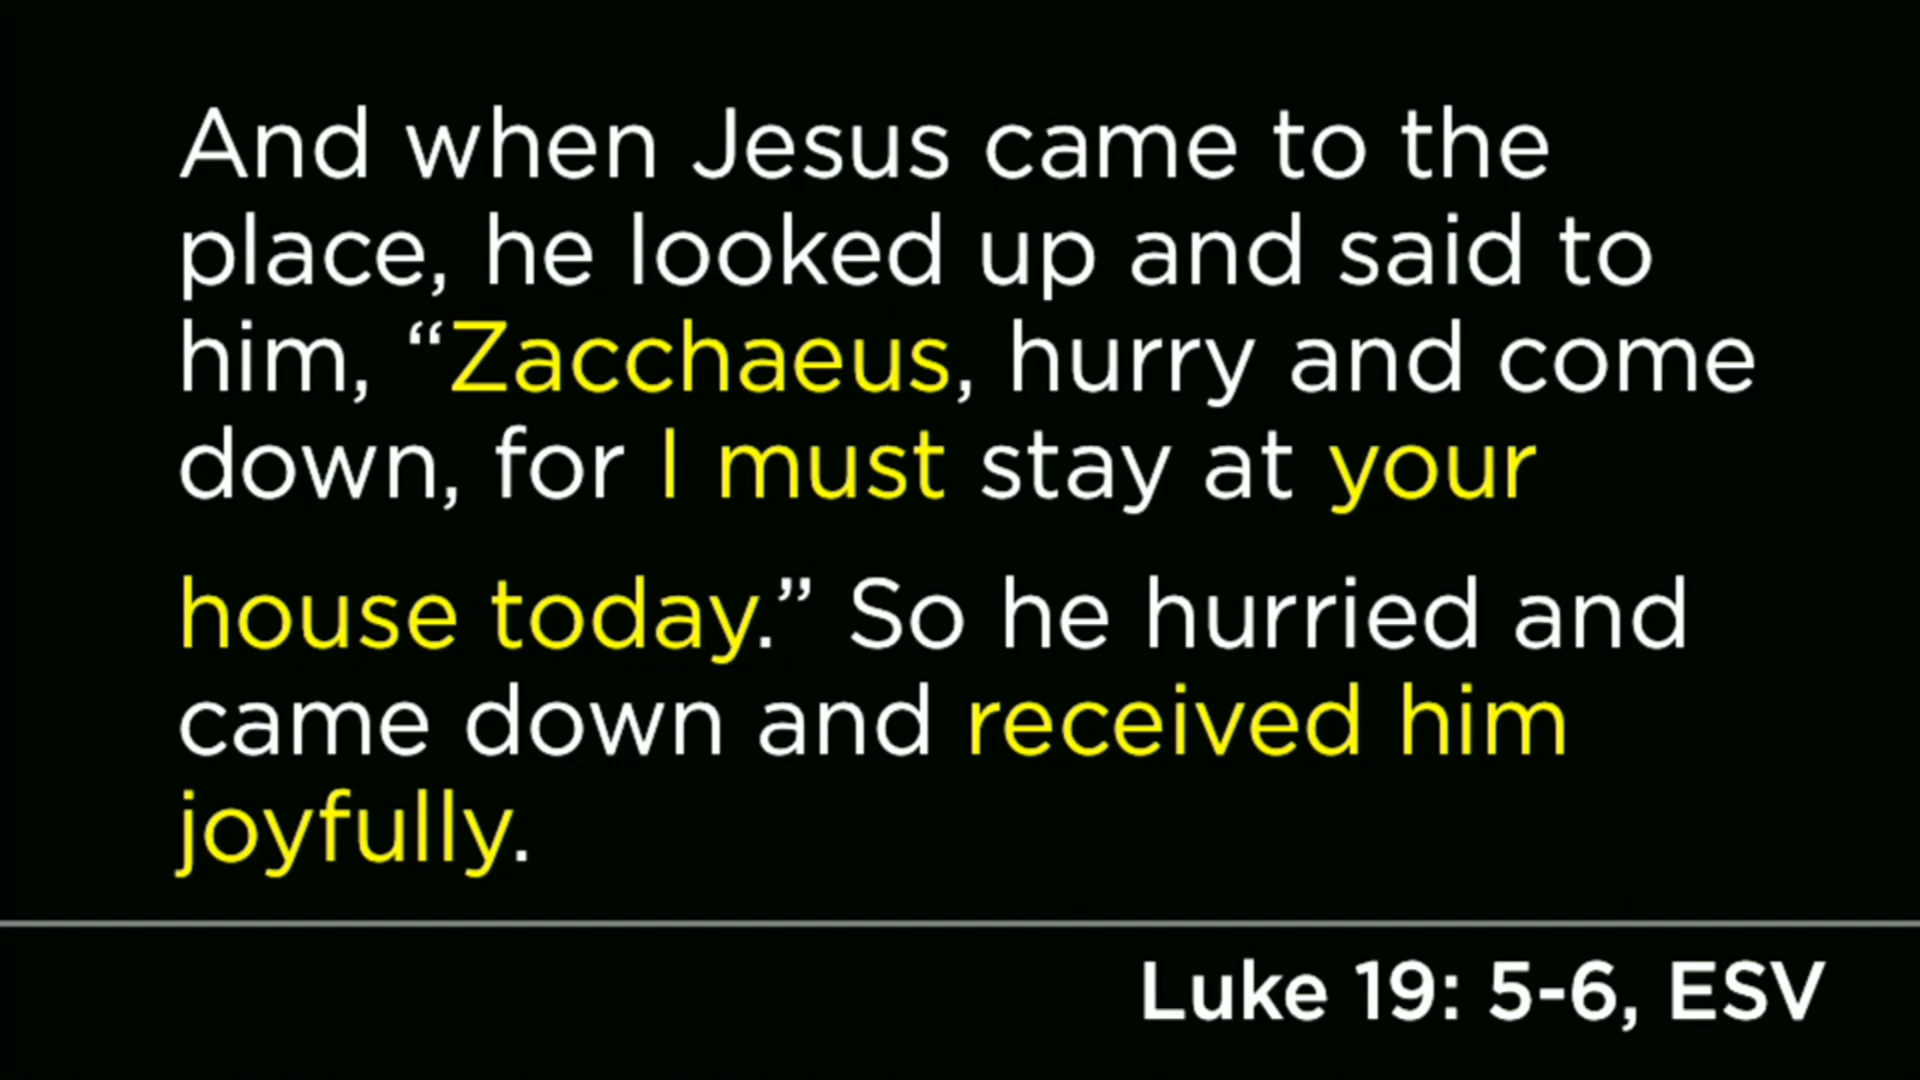 And when Jesus came to the
place, he looked up and said to
him, “Zacchaeus, hurry and come
down, for I must stay at your
house today.” So he hurried and
came down and received him
joyfully.
Luke 19: 5-6, ESV